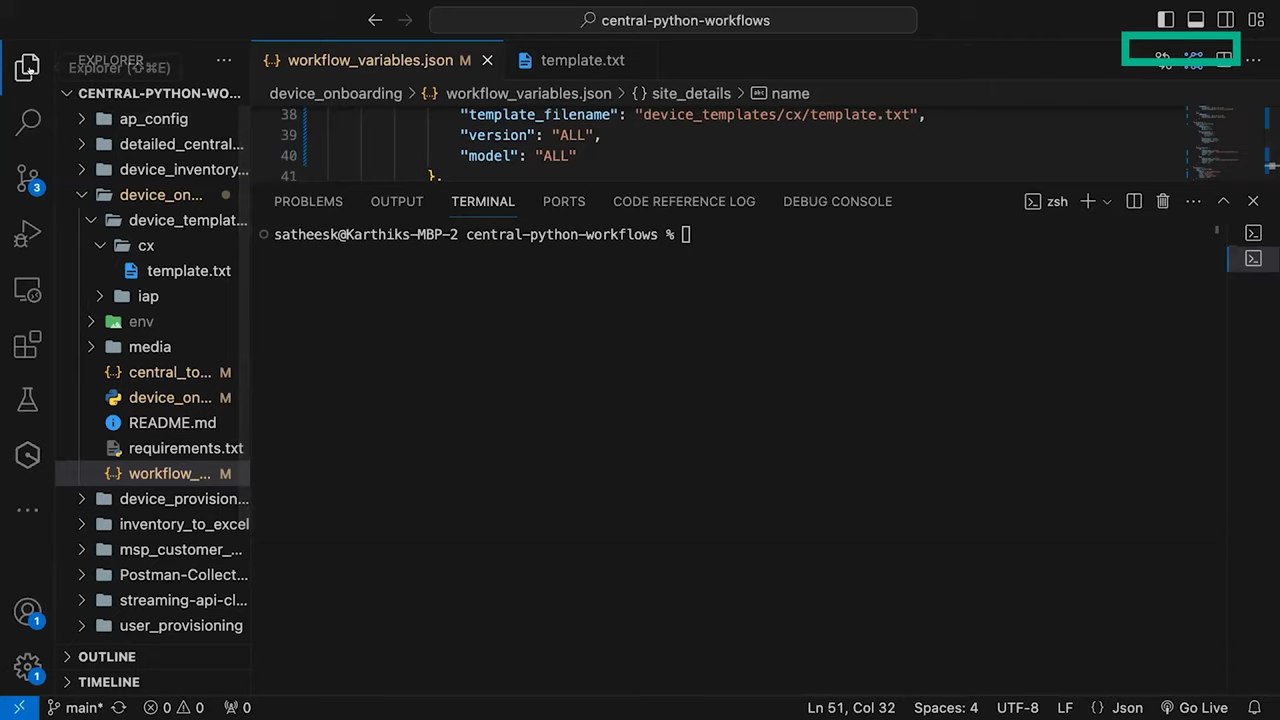 central-python-workflows
EXPLORER
Explorer (⇧⌘E)
workflow_variables.json M
template.txt
CENTRAL-PYTHON-WO...
device_onboarding > workflow_variables.json > {} site_details > name
ap_config
detailed_central...
device_inventory...
device_on...
device_templat...
cx
template.txt
iap
env
media
central_to... M
device_on... M
README.md
requirements.txt
workflow_... M
device_provision...
inventory_to_excel
msp_customer_...
Postman-Collect...
streaming-api-cl...
user_provisioning
OUTLINE
TIMELINE
38 "template_filename": "device_templates/cx/template.txt",
39 "version": "ALL",
40 "model": "ALL"
41 },
PROBLEMS OUTPUT TERMINAL PORTS CODE REFERENCE LOG DEBUG CONSOLE
zsh
satheesk@Karthiks-MBP-2 central-python-workflows %
3
1
1
main* 0 0 0 Ln 51, Col 32 Spaces: 4 UTF-8 LF {} Json Go Live